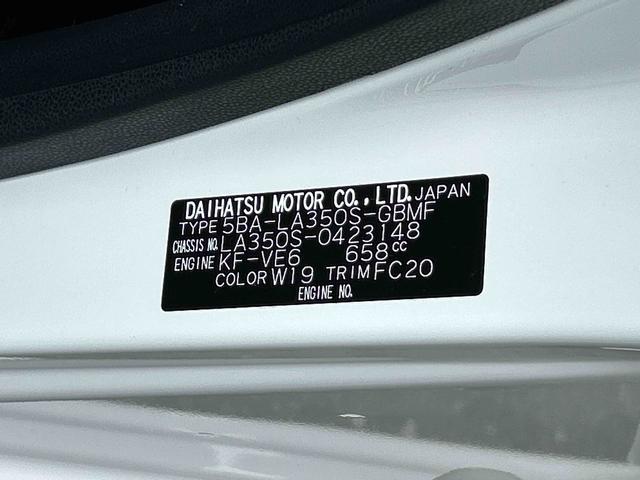 DAIHATSU MOTOR CO., LTD. JAPAN
TYPE 5BA-LA350S-GBMF
CHASSIS NO. LA350S-0423148
ENGINE KF-VE6 658cc
COLOR W19 TRIM FC20
ENGINE NO.